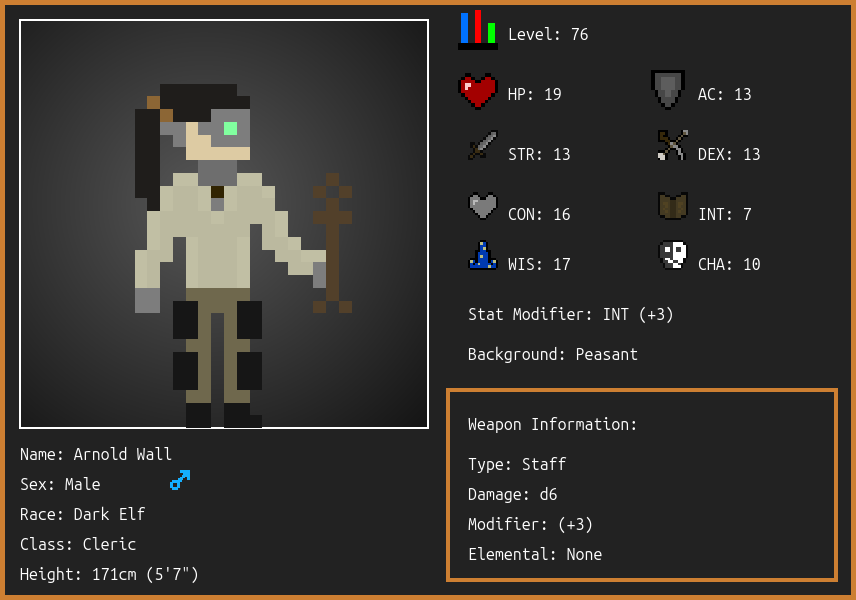 Level: 76
HP: 19
AC: 13
STR: 13
DEX: 13
CON: 16
INT: 7
WIS: 17
CHA: 10
Stat Modifier: INT (+3)
Background: Peasant
Weapon Information:
Type: Staff
Damage: d6
Modifier: (+3)
Elemental: None
Name: Arnold Wall
Sex: Male
Race: Dark Elf
Class: Cleric
Height: 171cm (5'7")